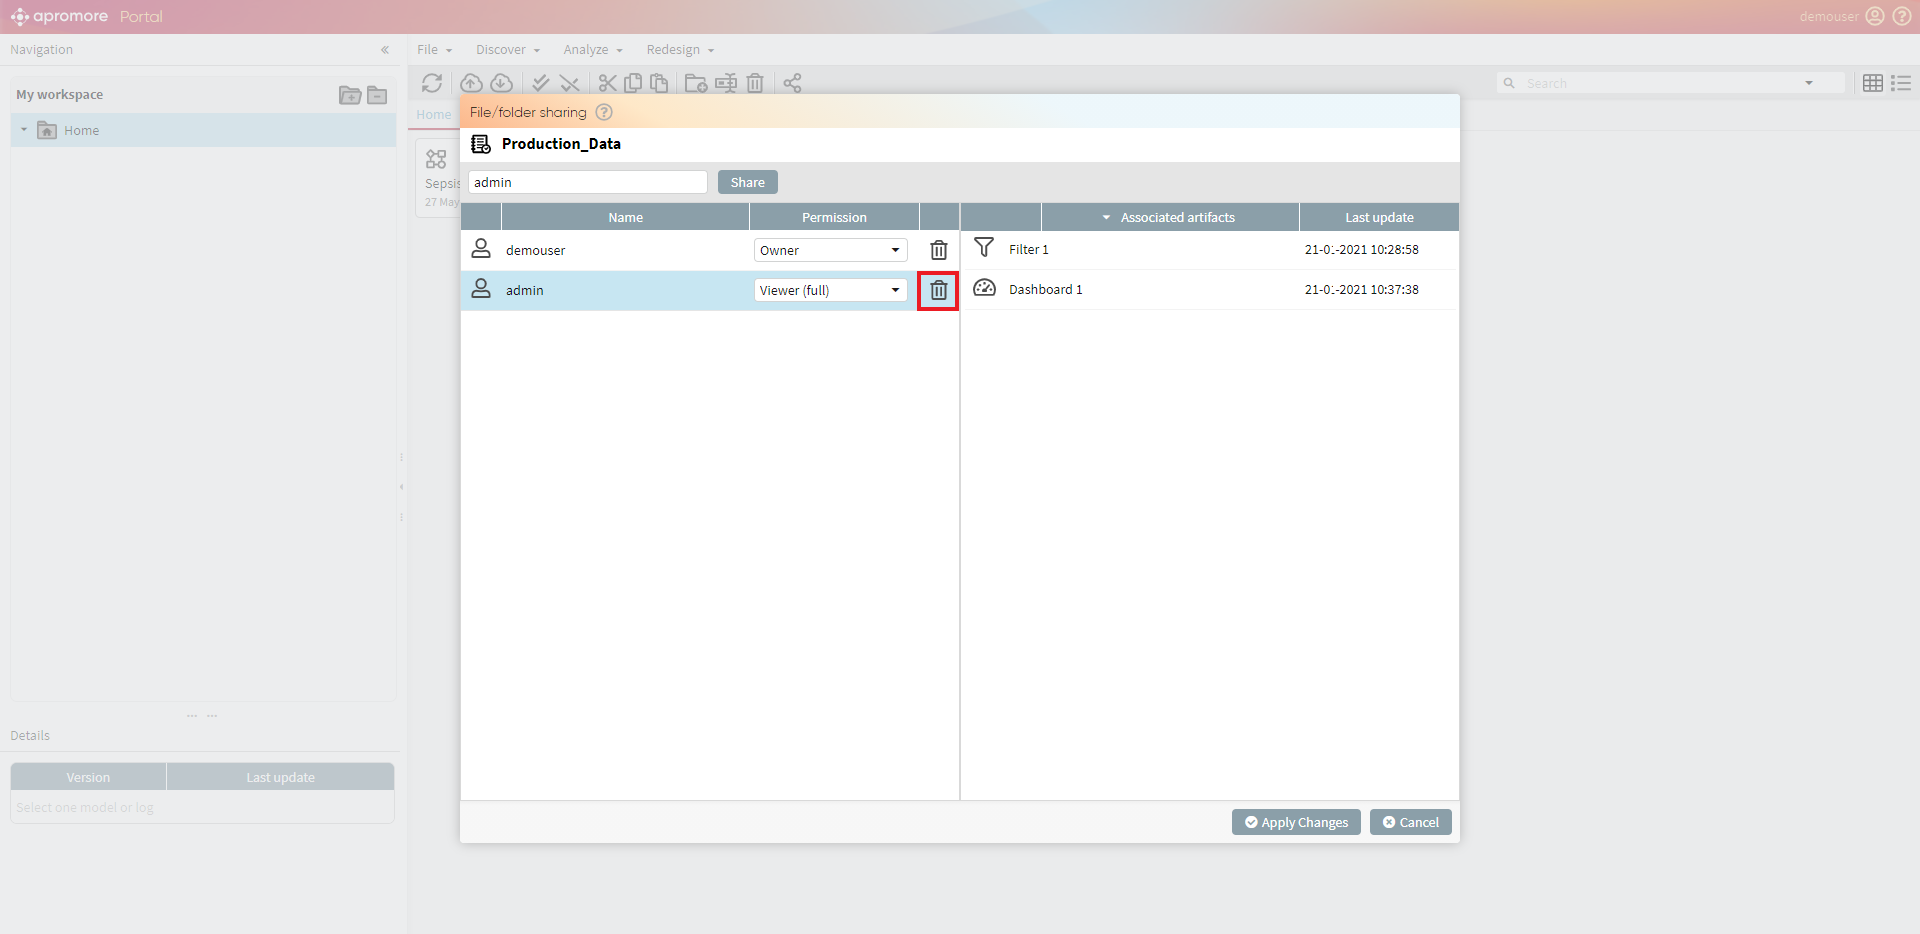 apromore Portal
demouser
Navigation
File Discover Analyze Redesign
My workspace
Search
Home
Home
Sepsis
27 May
File/folder sharing
Production_Data
admin Share
Name Permission
demouser Owner
admin Viewer (full)
Associated artifacts Last update
Filter 1 21-01-2021 10:28:58
Dashboard 1 21-01-2021 10:37:38
Details
Version Last update
Select one model or log
Apply Changes Cancel